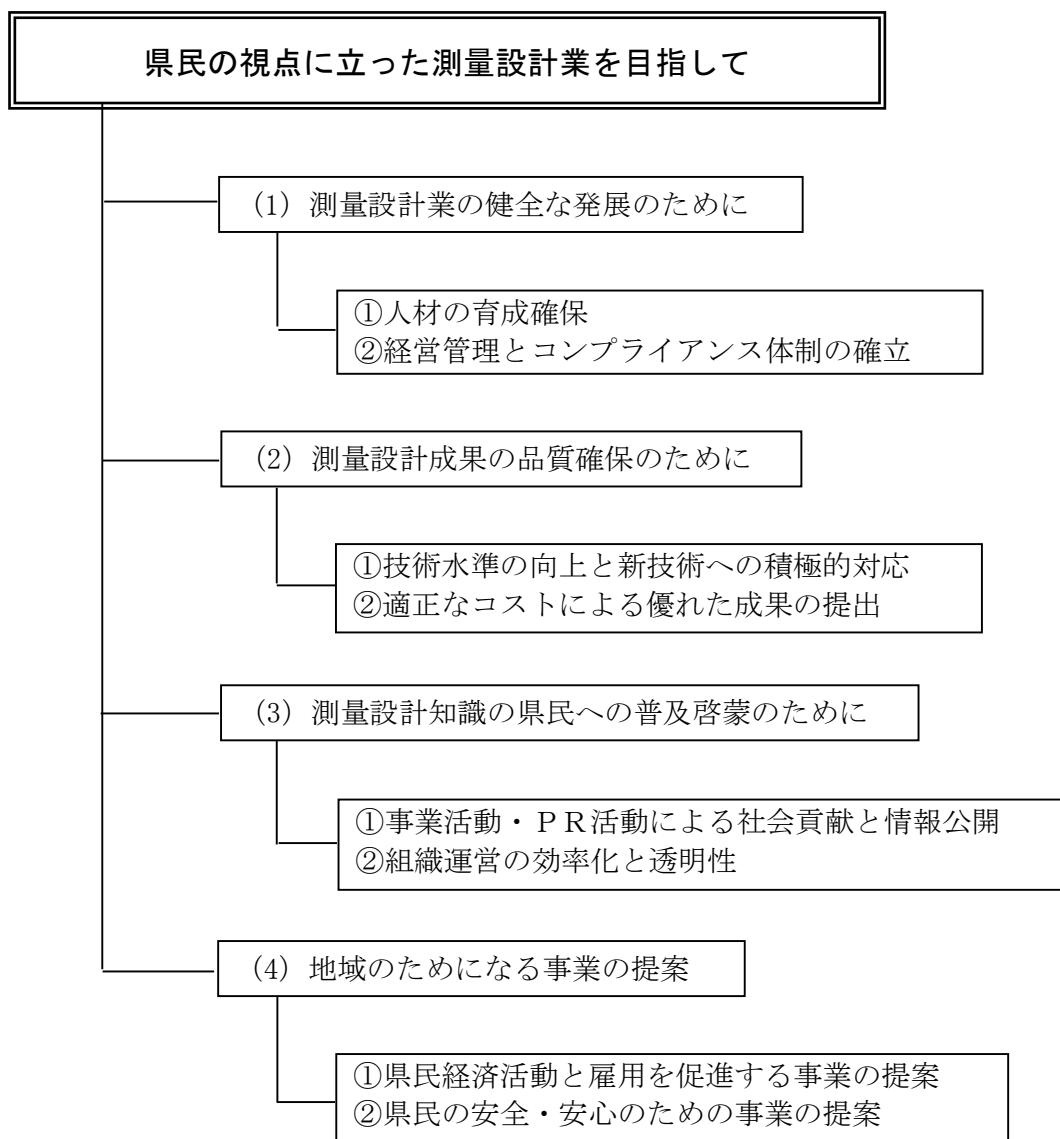 県民の視点に立った測量設計業を目指して
(1) 測量設計業の健全な発展のために
①人材の育成確保
②経営管理とコンプライアンス体制の確立
(2) 測量設計成果の品質確保のために
①技術水準の向上と新技術への積極的対応
②適正なコストによる優れた成果の提出
(3) 測量設計知識の県民への普及啓蒙のために
①事業活動・ＰＲ活動による社会貢献と情報公開
②組織運営の効率化と透明性
(4) 地域のためになる事業の提案
①県民経済活動と雇用を促進する事業の提案
②県民の安全・安心のための事業の提案